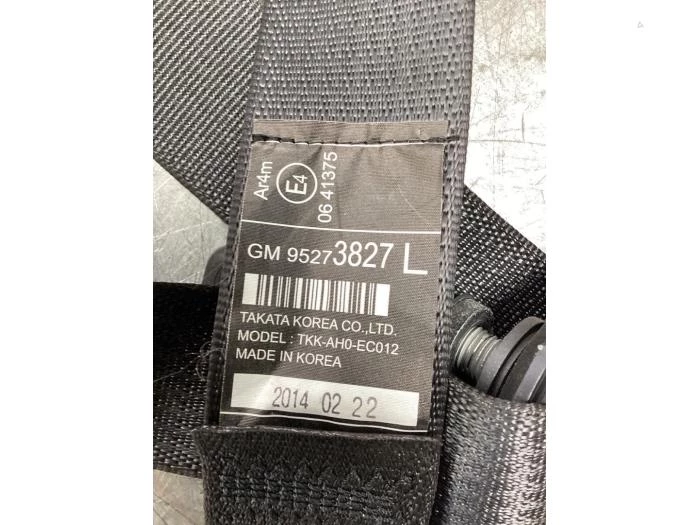 Ar4m
E4
06 41375
GM 95273827 L
TAKATA KOREA CO.,LTD.
MODEL : TKK-AH0-EC012
MADE IN KOREA
2014 02 22